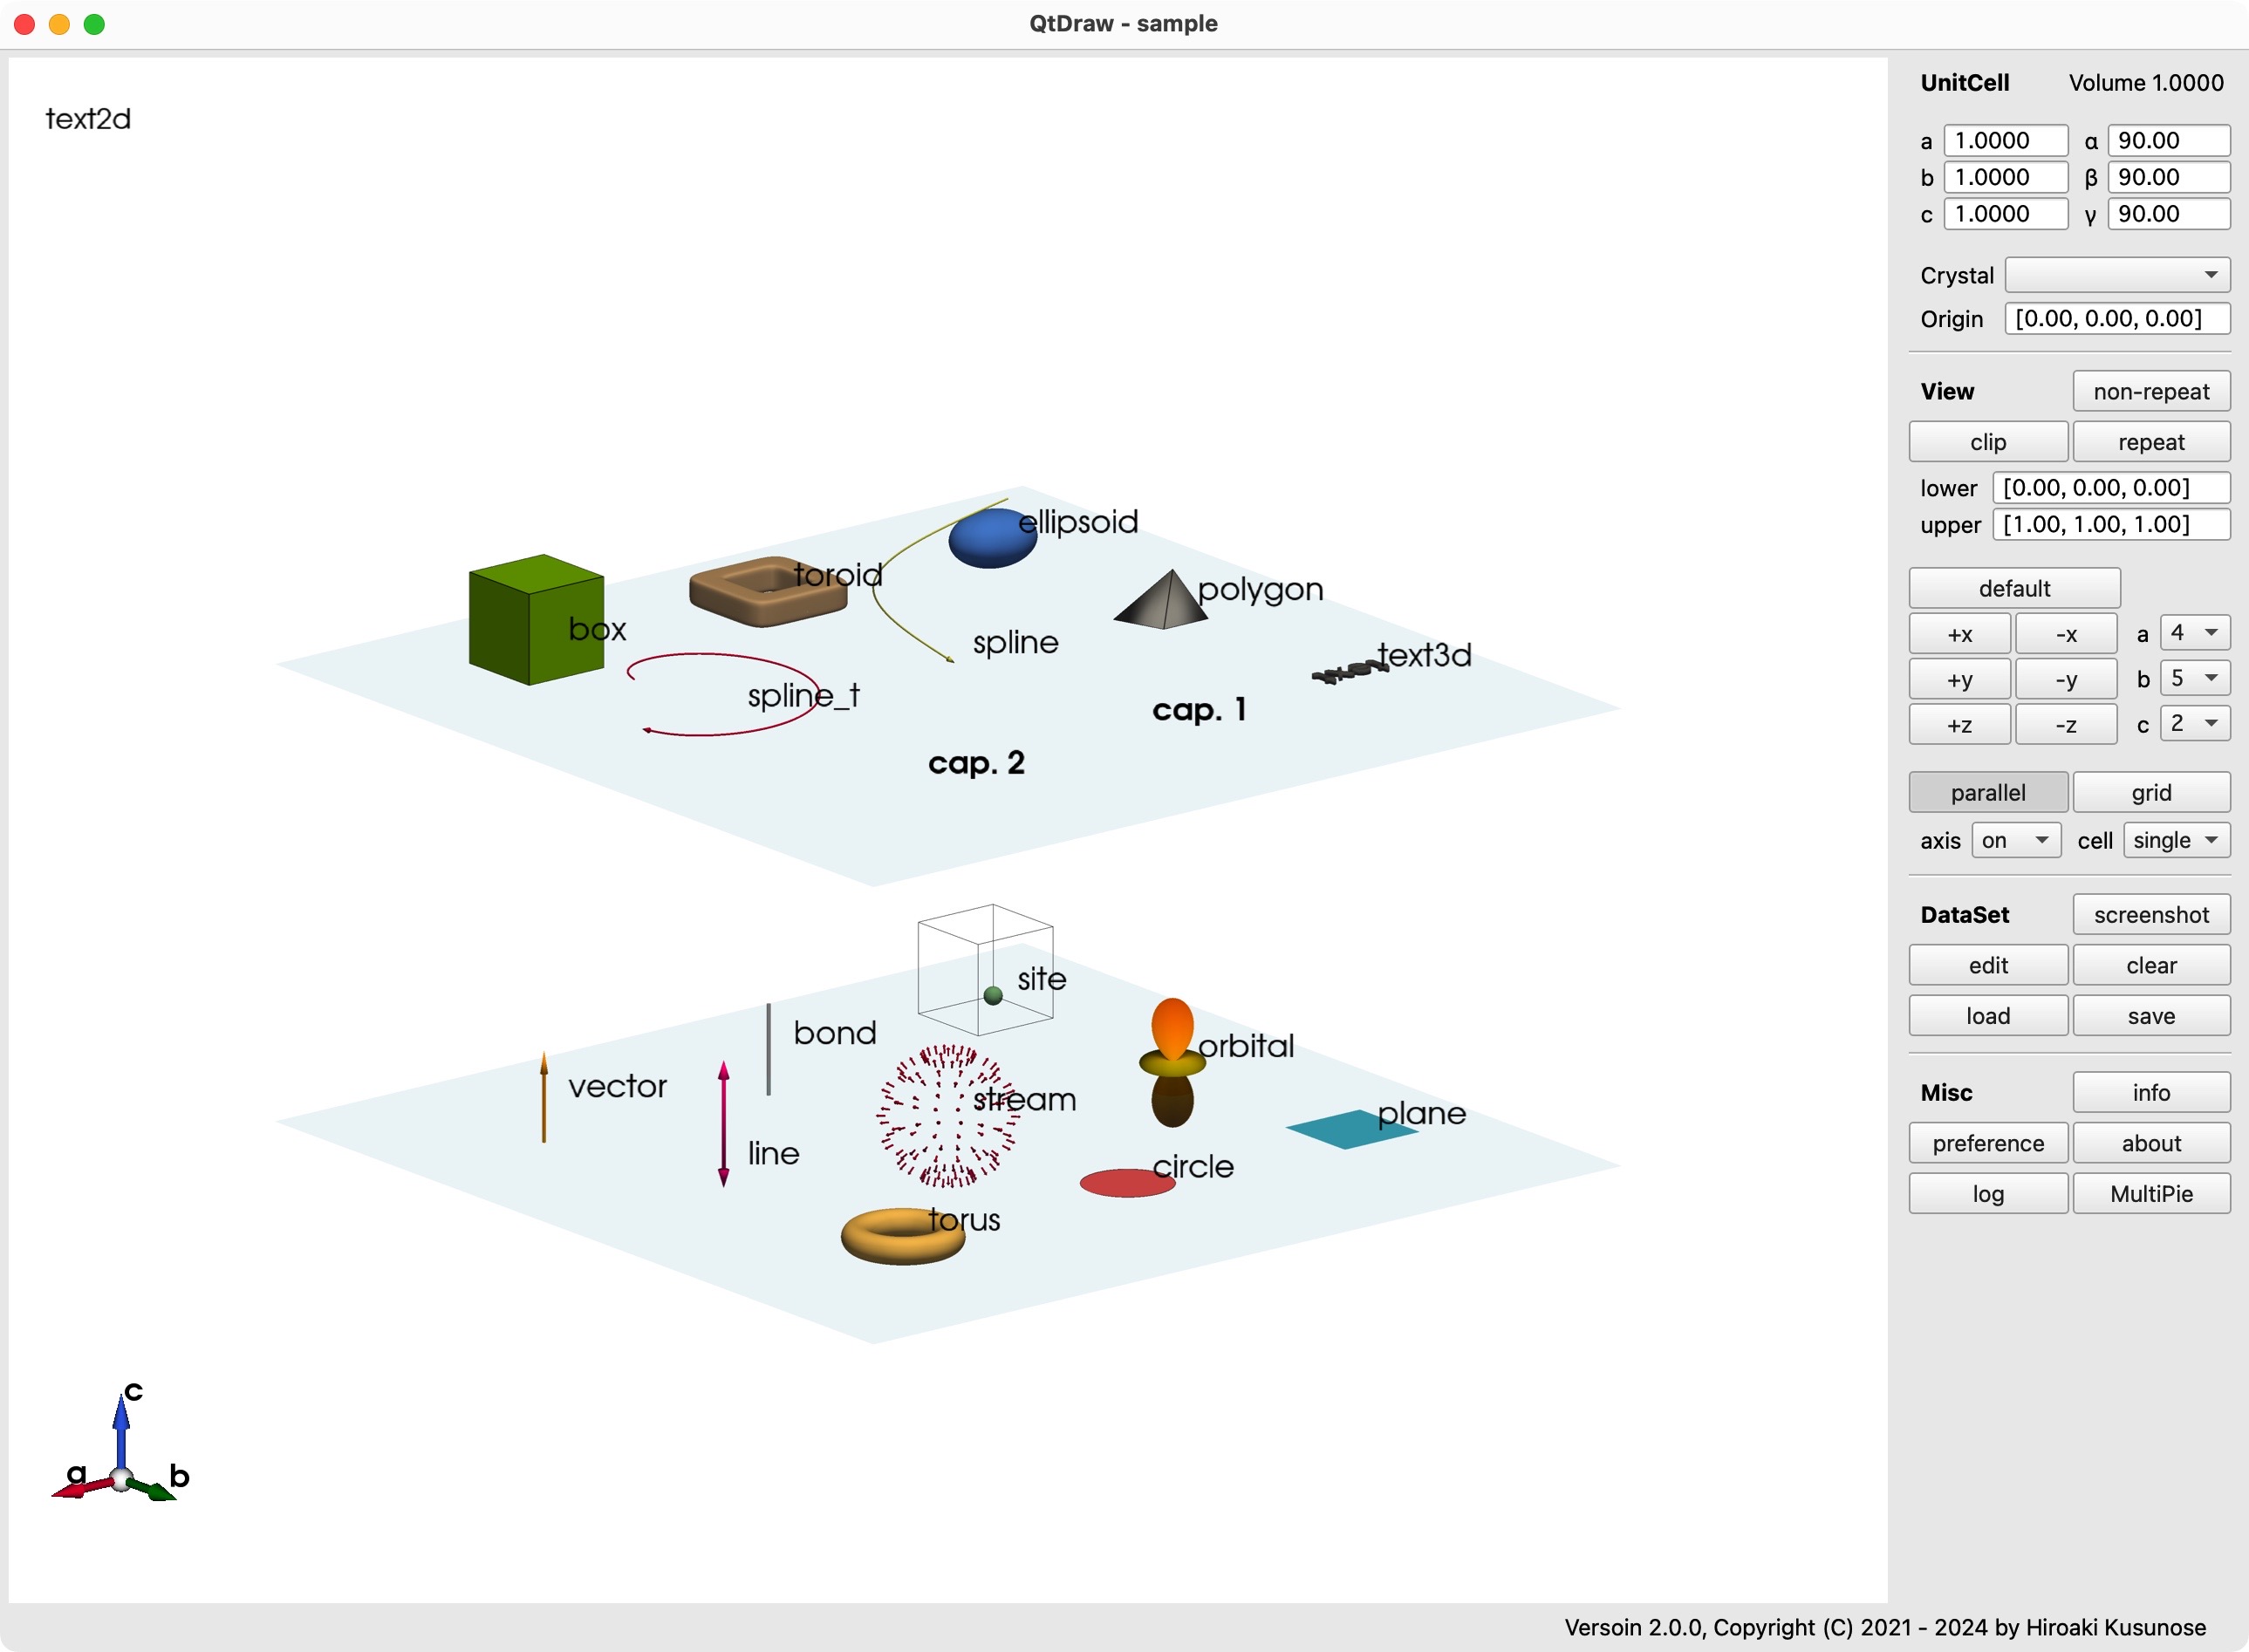 QtDraw - sample
text2d
ellipsoid
toroid
polygon
box
spline
text3d
spline_t
cap. 1
cap. 2
site
bond
orbital
vector
stream
plane
line
circle
torus
c
a
b
UnitCell Volume 1.0000
a 1.0000 α 90.00
b 1.0000 β 90.00
c 1.0000 γ 90.00
Crystal
Origin [0.00, 0.00, 0.00]
View non-repeat
clip repeat
lower [0.00, 0.00, 0.00]
upper [1.00, 1.00, 1.00]
default
+x -x a 4
+y -y b 5
+z -z c 2
parallel grid
axis on cell single
DataSet screenshot
edit clear
load save
Misc info
preference about
log MultiPie
Versoin 2.0.0, Copyright (C) 2021 - 2024 by Hiroaki Kusunose